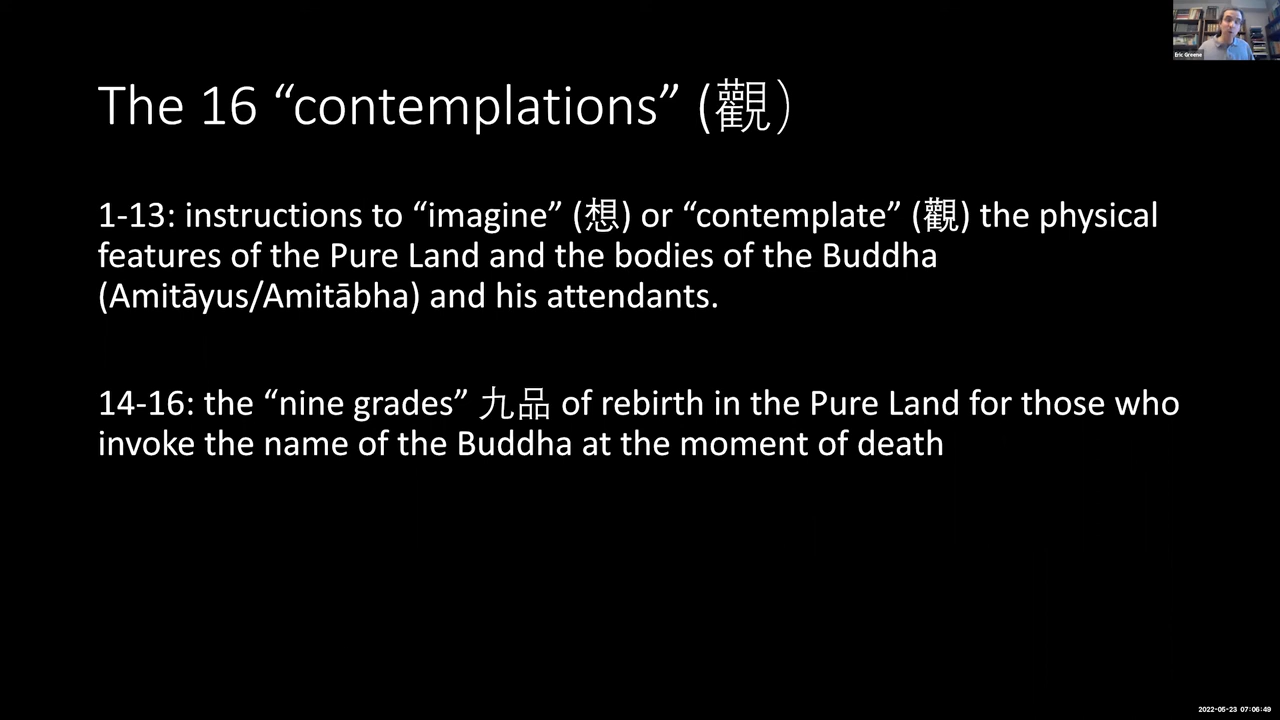 The 16 “contemplations” (觀)
1-13: instructions to “imagine” (想) or “contemplate” (觀) the physical
features of the Pure Land and the bodies of the Buddha
(Amitāyus/Amitābha) and his attendants.
14-16: the “nine grades” 九品 of rebirth in the Pure Land for those who
invoke the name of the Buddha at the moment of death
Eric Greene
2022-05-23 07:06:49